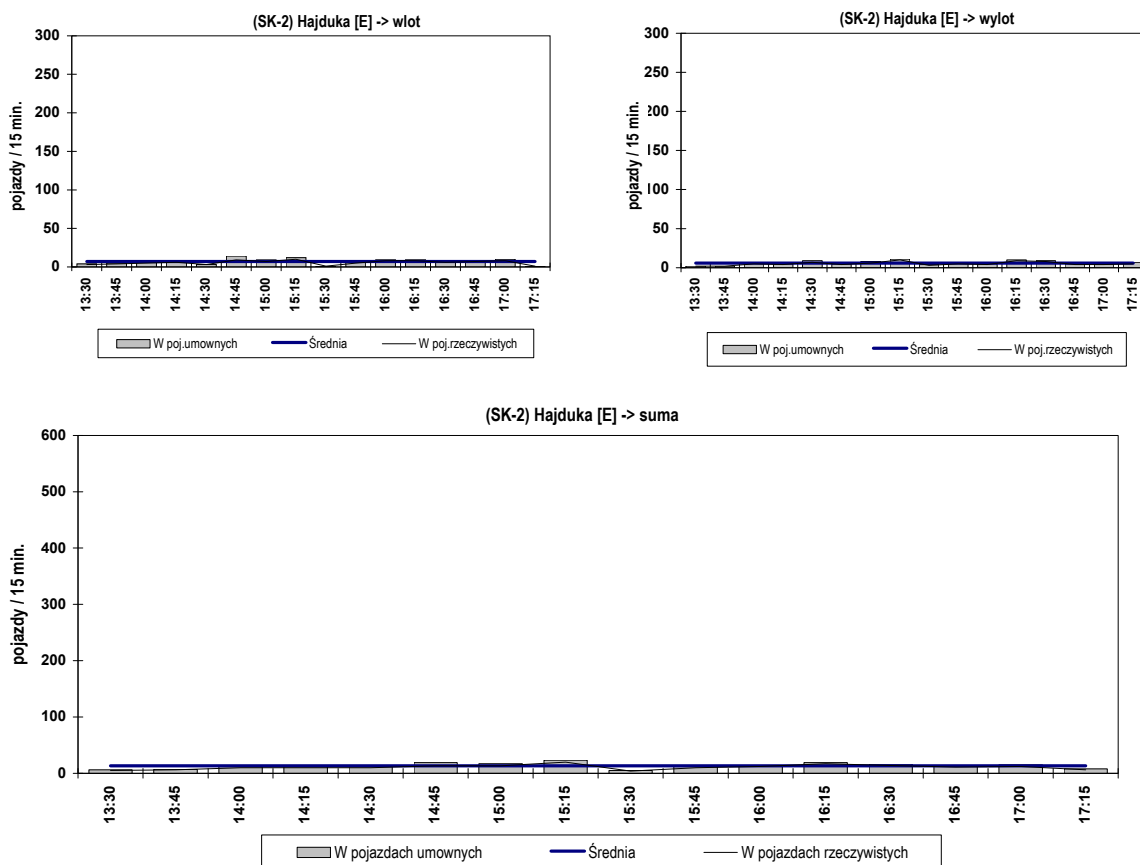 (SK-2) Hajduka [E] -> wlot
300
250
200
150
100
50
0
pojazdy / 15 min.
13:30 13:45 14:00 14:15 14:30 14:45 15:00 15:15 15:30 15:45 16:00 16:15 16:30 16:45 17:00 17:15
W poj.umownych Średnia W poj.rzeczywistych
(SK-2) Hajduka [E] -> wylot
300
250
200
150
100
50
0
pojazdy / 15 min.
13:30 13:45 14:00 14:15 14:30 14:45 15:00 15:15 15:30 15:45 16:00 16:15 16:30 16:45 17:00 17:15
W poj.umownych Średnia W poj.rzeczywistych
(SK-2) Hajduka [E] -> suma
600
500
400
300
200
100
0
pojazdy / 15 min.
13:30 13:45 14:00 14:15 14:30 14:45 15:00 15:15 15:30 15:45 16:00 16:15 16:30 16:45 17:00 17:15
W pojazdach umownych Średnia W pojazdach rzeczywistych